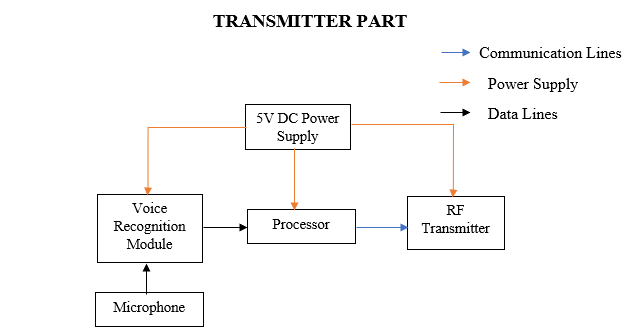 TRANSMITTER PART
Communication Lines
Power Supply
Data Lines
5V DC Power
Supply
Voice
Recognition
Module
Processor
RF
Transmitter
Microphone